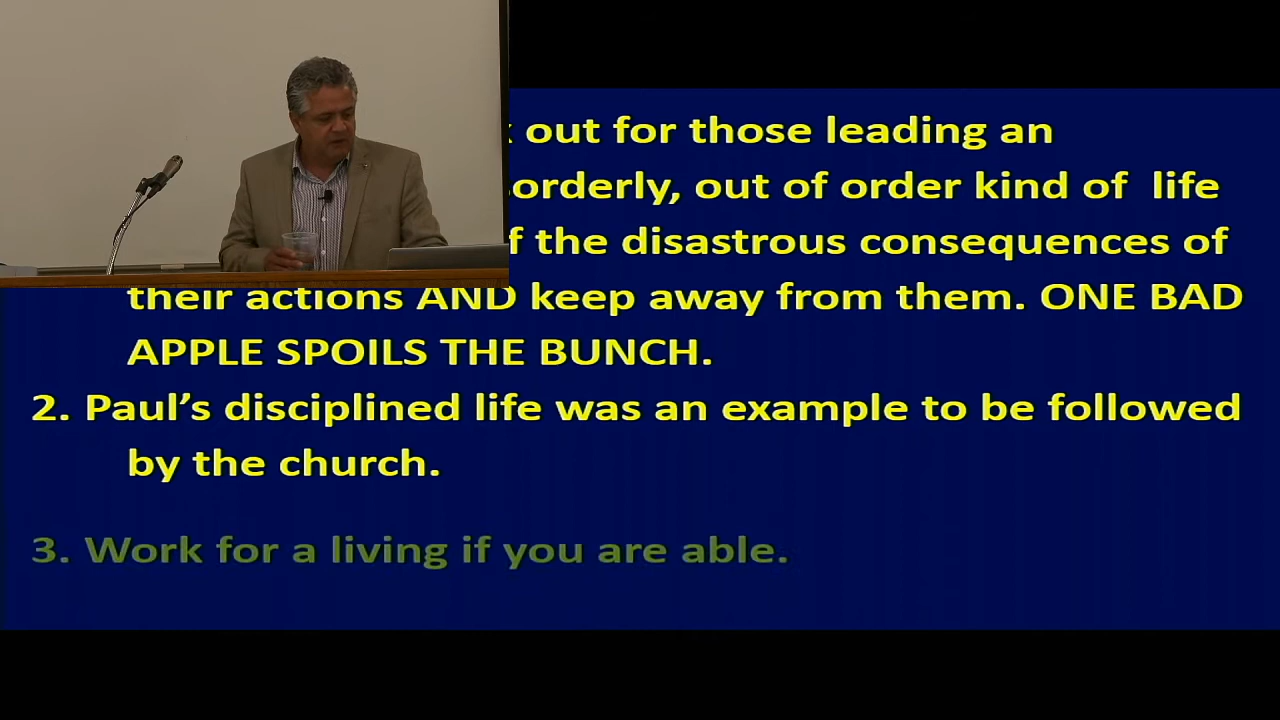 out for those leading an
orderly, out of order kind of life
the disastrous consequences of
their actions AND keep away from them. ONE BAD
APPLE SPOILS THE BUNCH.
2. Paul’s disciplined life was an example to be followed
by the church.
3. Work for a living if you are able.